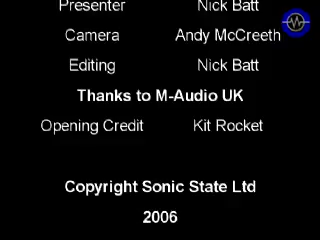 Presenter Nick Batt
Camera Andy McCreeth
Editing Nick Batt
Thanks to M-Audio UK
Opening Credit Kit Rocket
Copyright Sonic State Ltd
2006